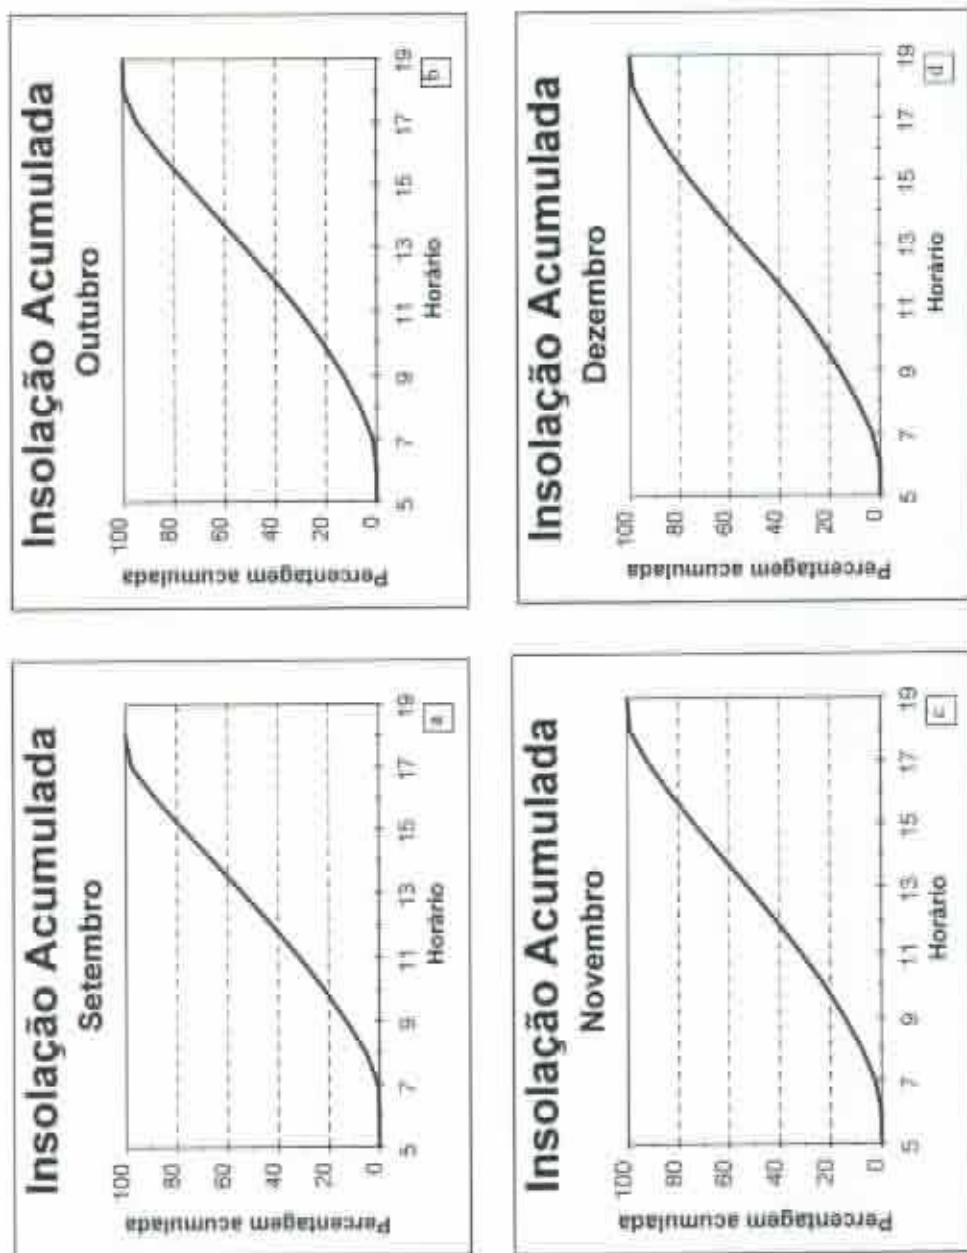 Insolação Acumulada
Setembro
Percentagem acumulada
100
80
60
40
20
0
5 7 9 11 13 15 17 19
Horário
a
Insolação Acumulada
Outubro
Percentagem acumulada
100
80
60
40
20
0
5 7 9 11 13 15 17 19
Horário
b
Insolação Acumulada
Novembro
Percentagem acumulada
100
80
60
40
20
0
5 7 9 11 13 15 17 19
Horário
c
Insolação Acumulada
Dezembro
Percentagem acumulada
100
80
60
40
20
0
5 7 9 11 13 15 17 19
Horário
d